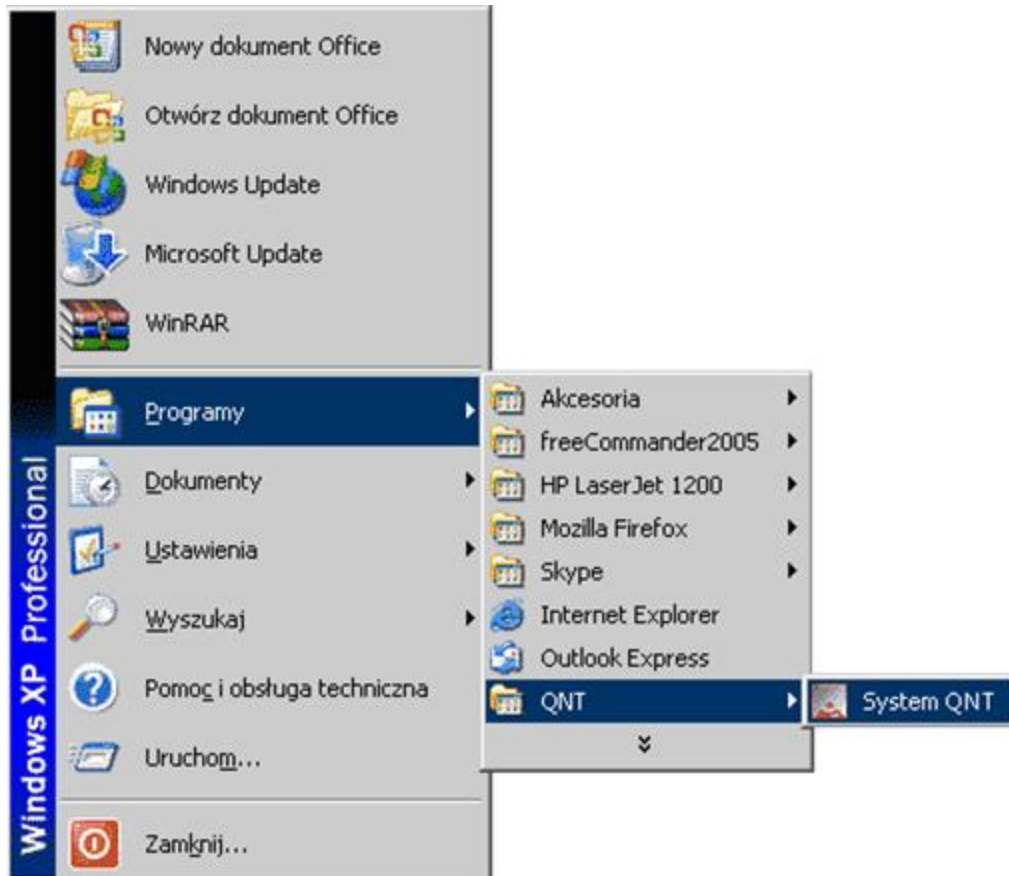 Nowy dokument Office
Otwórz dokument Office
Windows Update
Microsoft Update
WinRAR
Programy
Dokumenty
Ustawienia
Wyszukaj
Pomoc i obsługa techniczna
Uruchom...
Zamknij...
Windows XP Professional
Akcesoria
freeCommander2005
HP LaserJet 1200
Mozilla Firefox
Skype
Internet Explorer
Outlook Express
QNT
System QNT